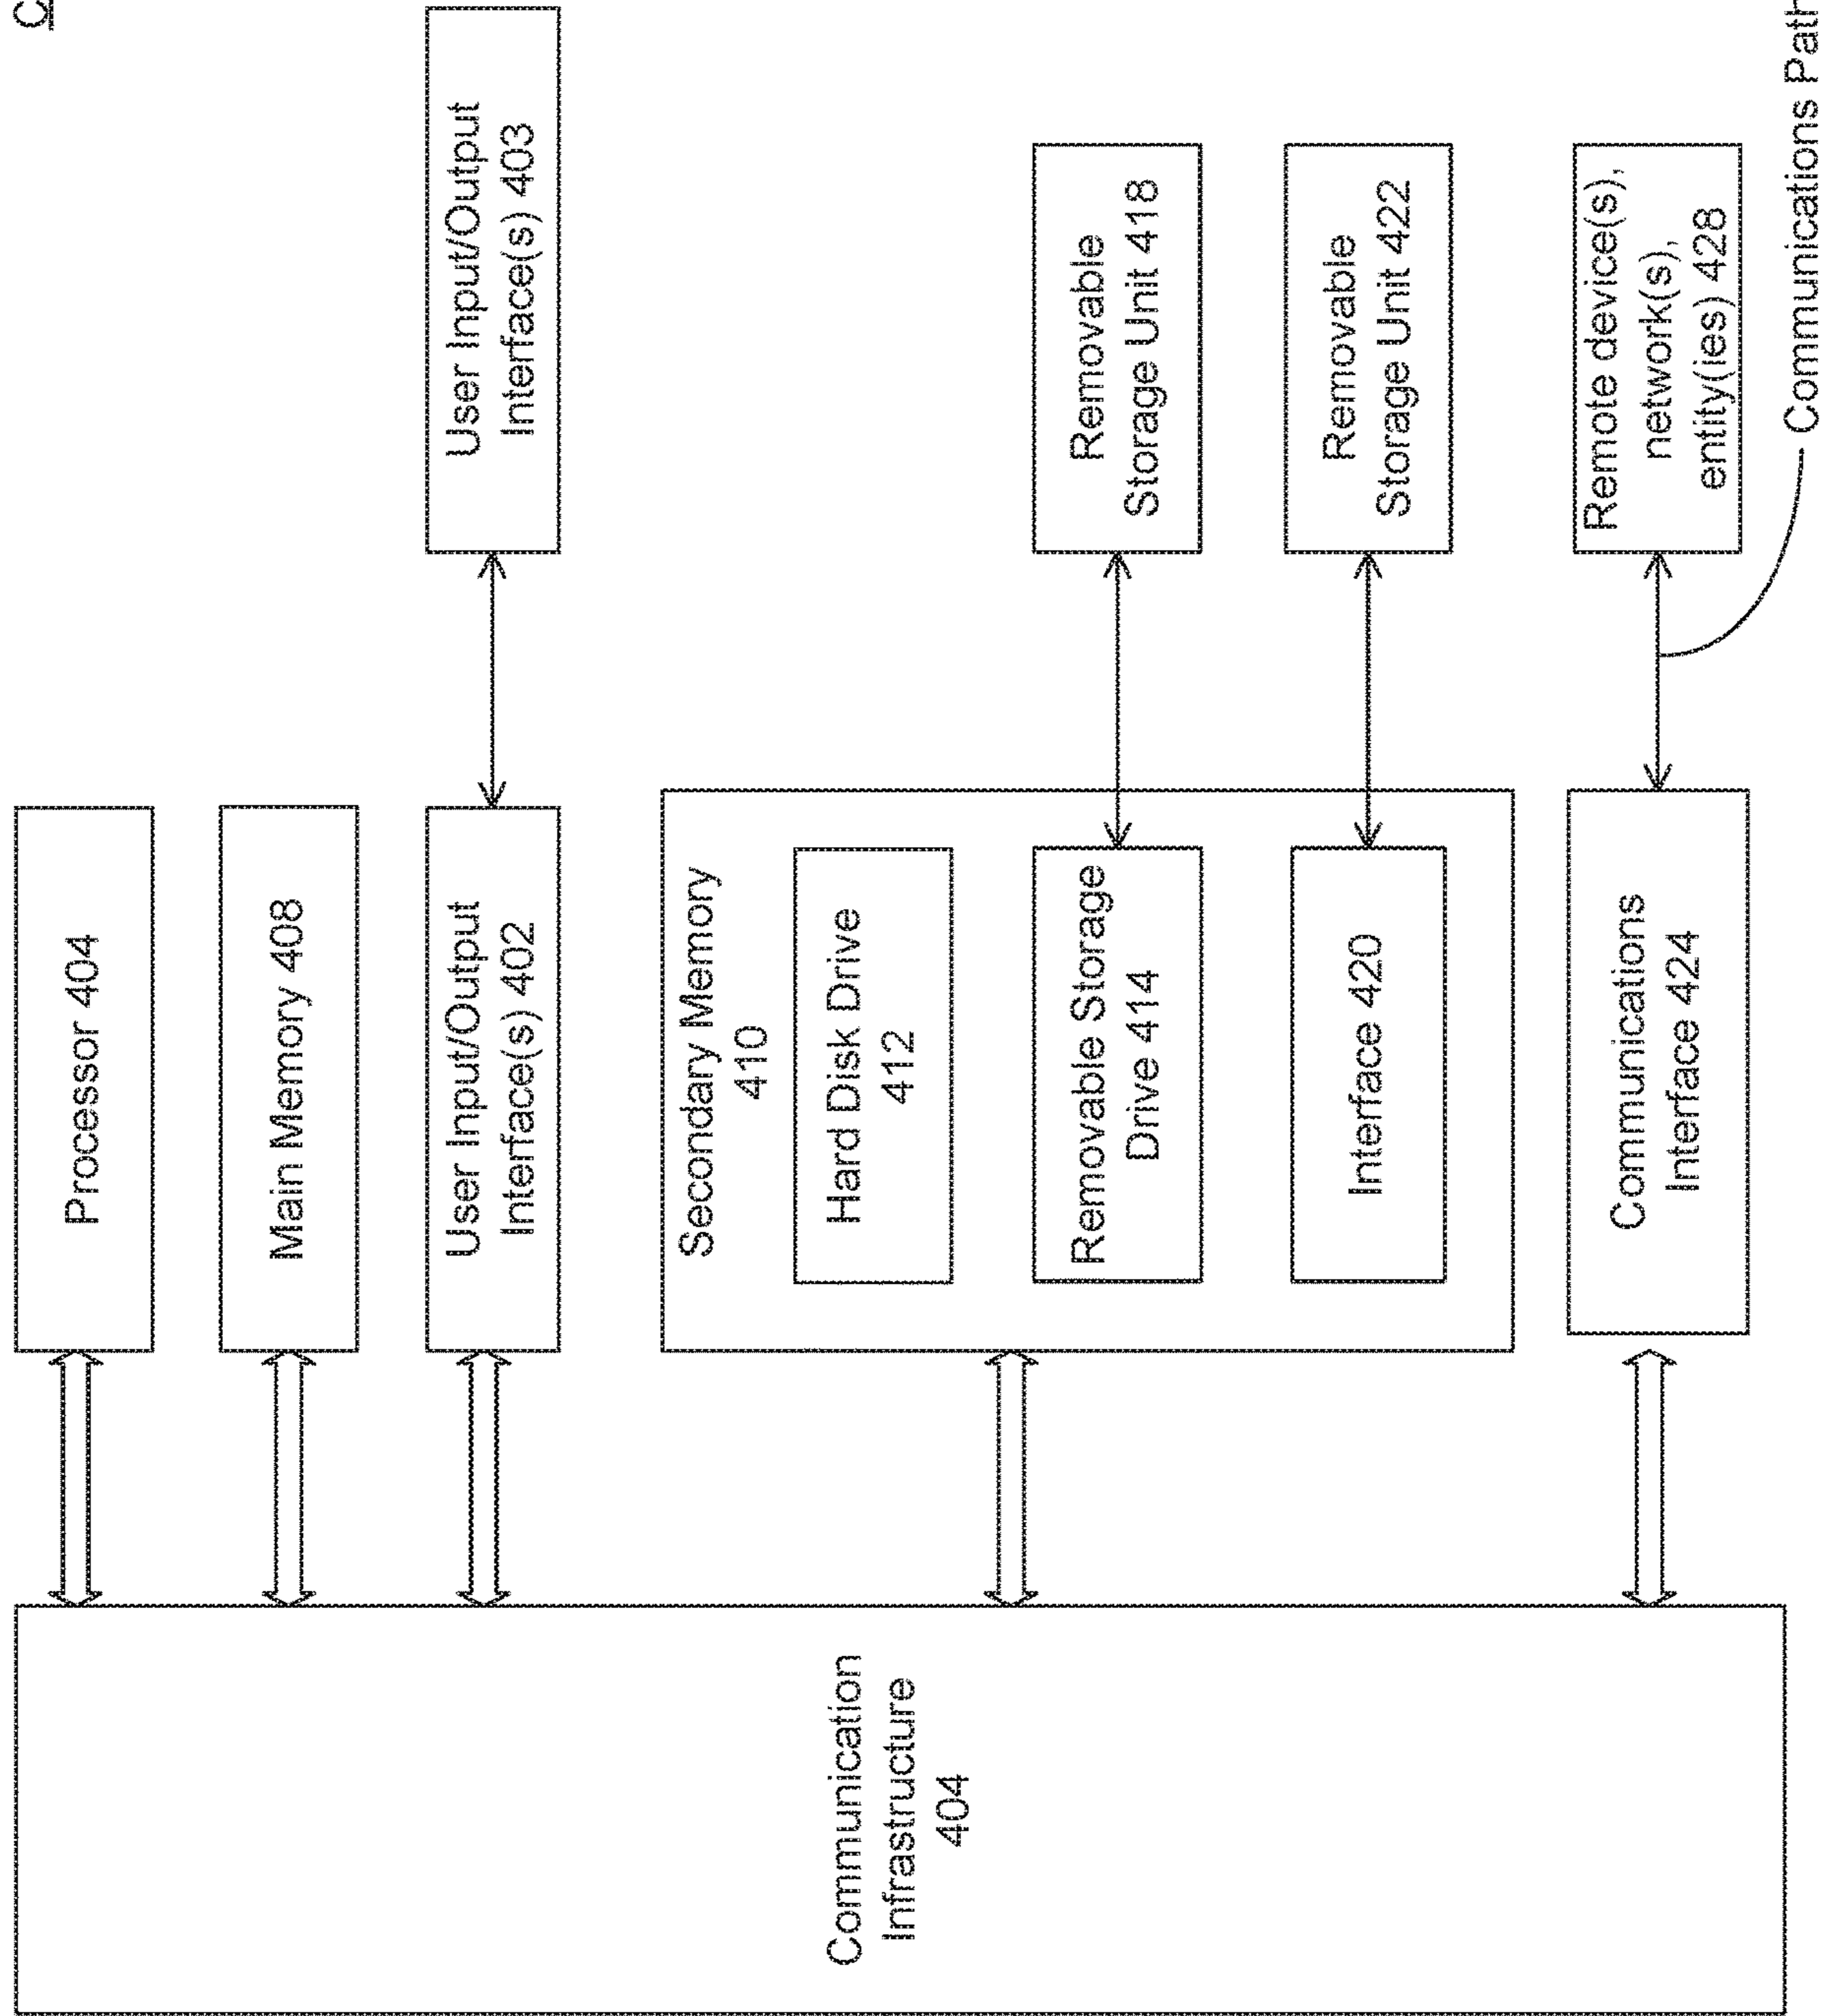 Processor 404
Main Memory 408
User Input/Output
Interface(s) 402
User Input/Output
Interface(s) 403
Secondary Memory
410
Hard Disk Drive
412
Removable Storage
Drive 414
Removable
Storage Unit 418
Interface 420
Removable
Storage Unit 422
Communications
Interface 424
Remote device(s),
network(s),
entity(ies) 428
Communications Path
Communication
Infrastructure
404